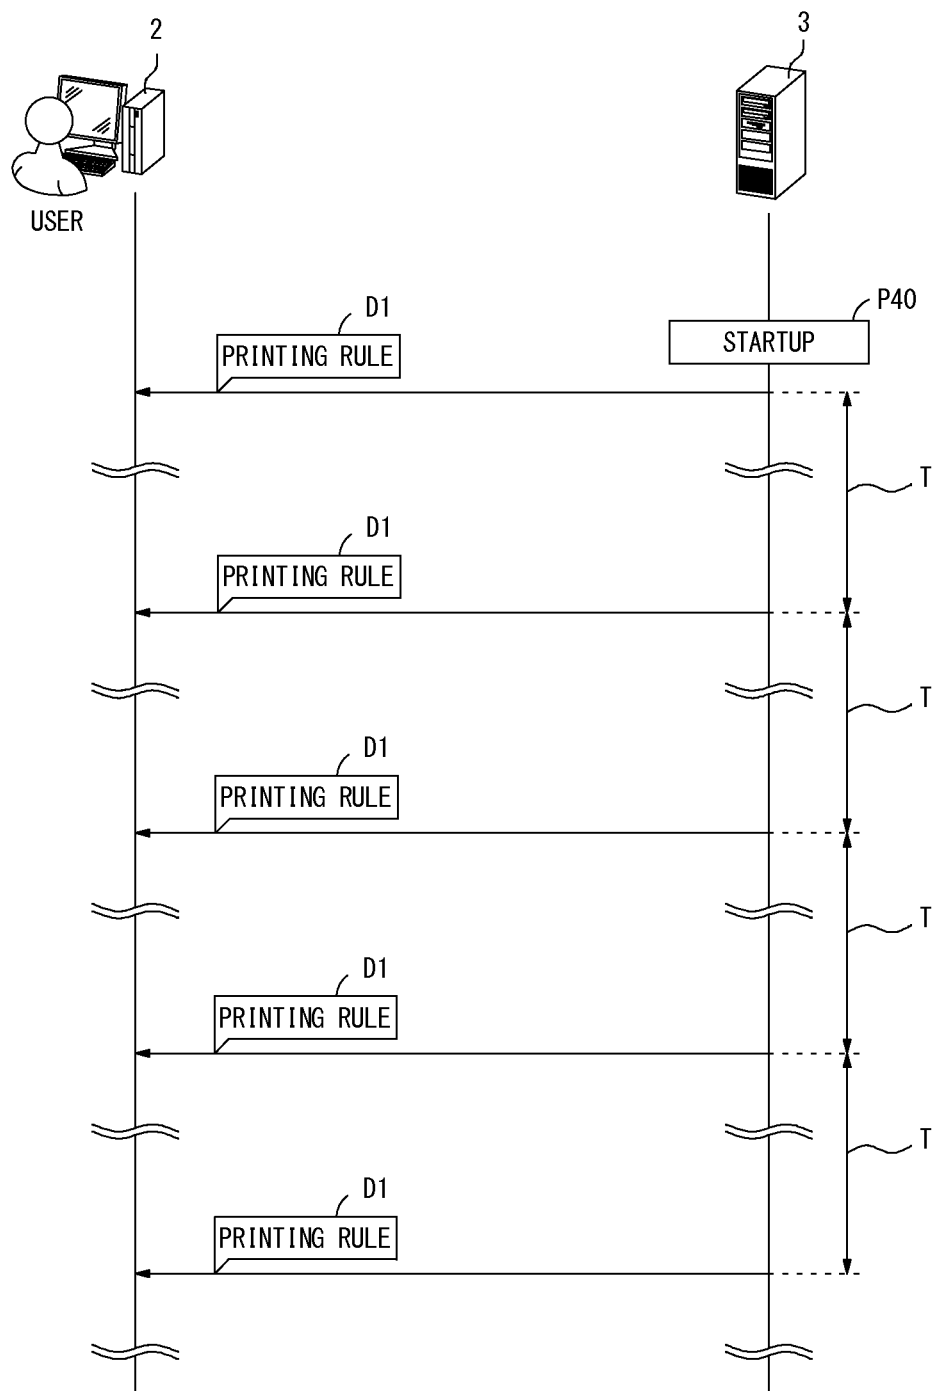 2
3
USER
D1
P40
PRINTING RULE
STARTUP
T
D1
PRINTING RULE
T
D1
PRINTING RULE
T
D1
PRINTING RULE
T
D1
PRINTING RULE